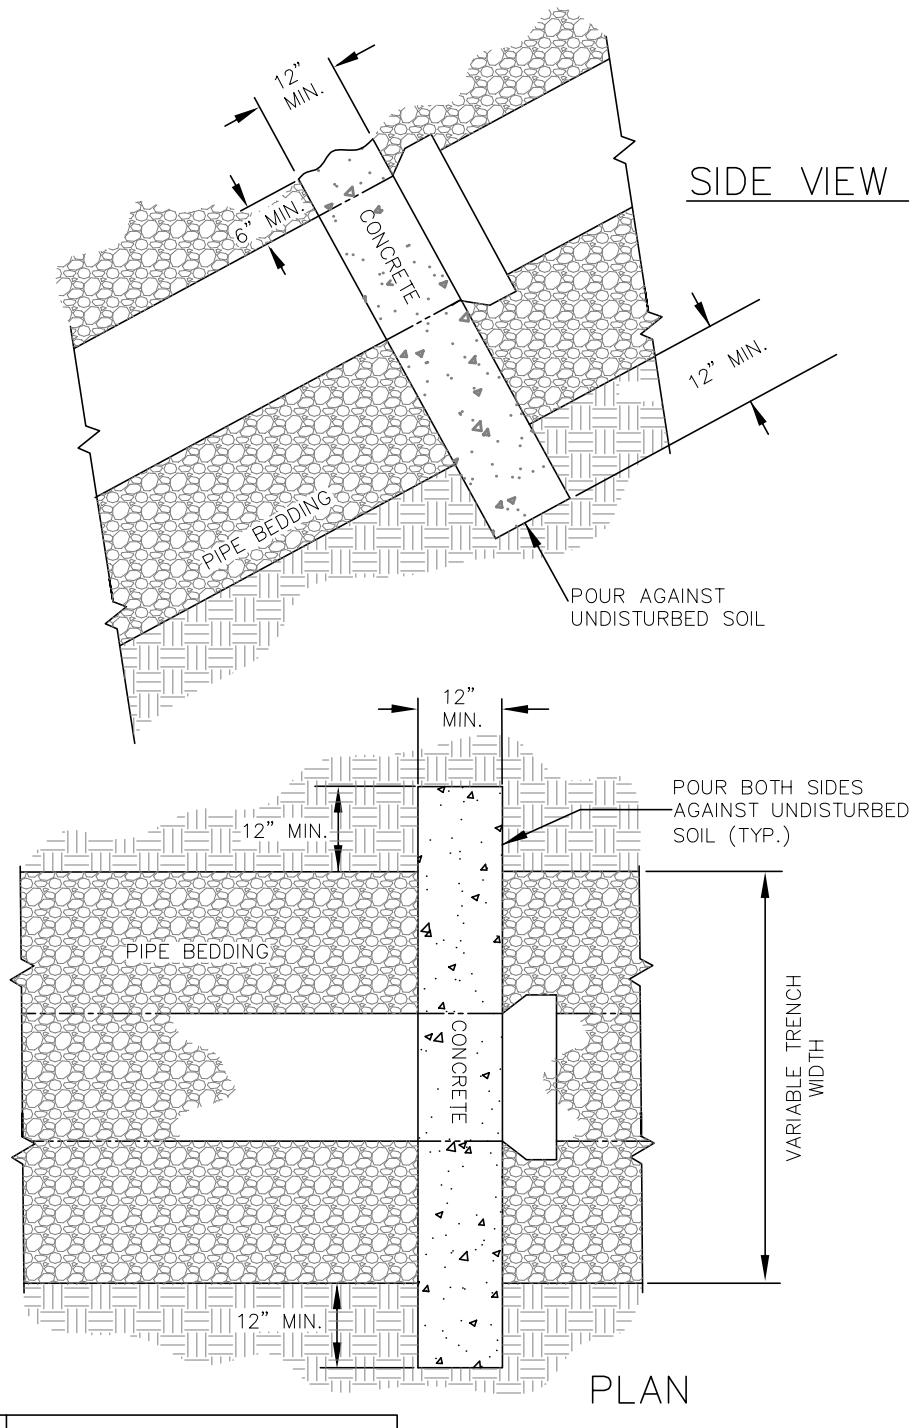 12"
MIN.
SIDE VIEW
6" MIN.
CONCRETE
12" MIN.
PIPE BEDDING
POUR AGAINST
UNDISTURBED SOIL
12"
MIN.
POUR BOTH SIDES
AGAINST UNDISTURBED
SOIL (TYP.)
12" MIN.
PIPE BEDDING
CONCRETE
VARIABLE TRENCH
WIDTH
12" MIN.
PLAN